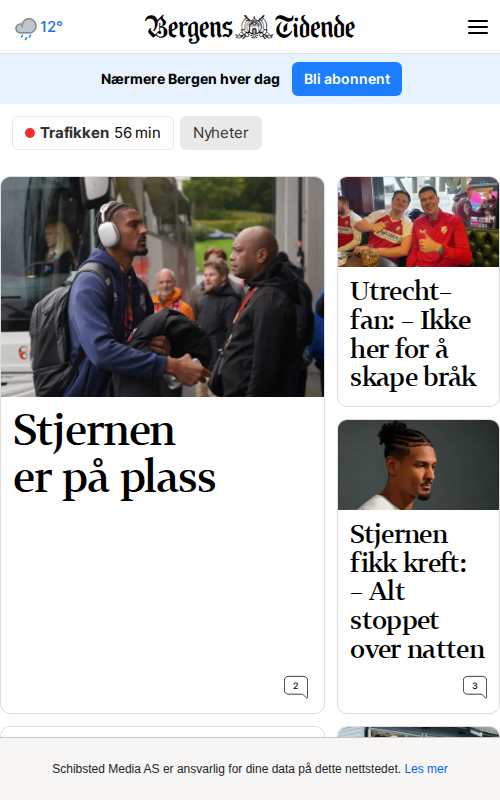 12°
Bergens Tidende
Nærmere Bergen hver dag
Bli abonnent
Trafikken 56 min
Nyheter
Stjernen
er på plass
2
Utrecht–
fan: – Ikke
her for å
skape bråk
Stjernen
fikk kreft:
– Alt
stoppet
over natten
3
Schibsted Media AS er ansvarlig for dine data på dette nettstedet. Les mer